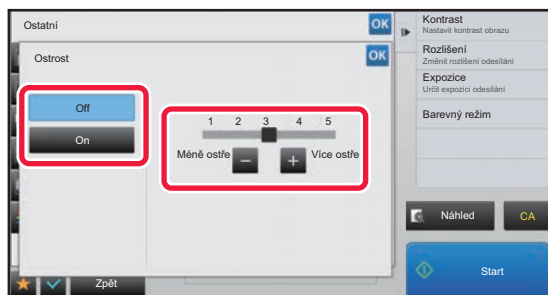 Ostatní
OK
Ostrost
OK
Off
On
1 2 3 4 5
Méně ostře
Více ostře
Zpět
Kontrast
Nastavit kontrast obrazu
Rozlišení
Změnit rozlišení odesílání
Expozice
Určit expozici odesílání
Barevný režim
Náhled
CA
Start